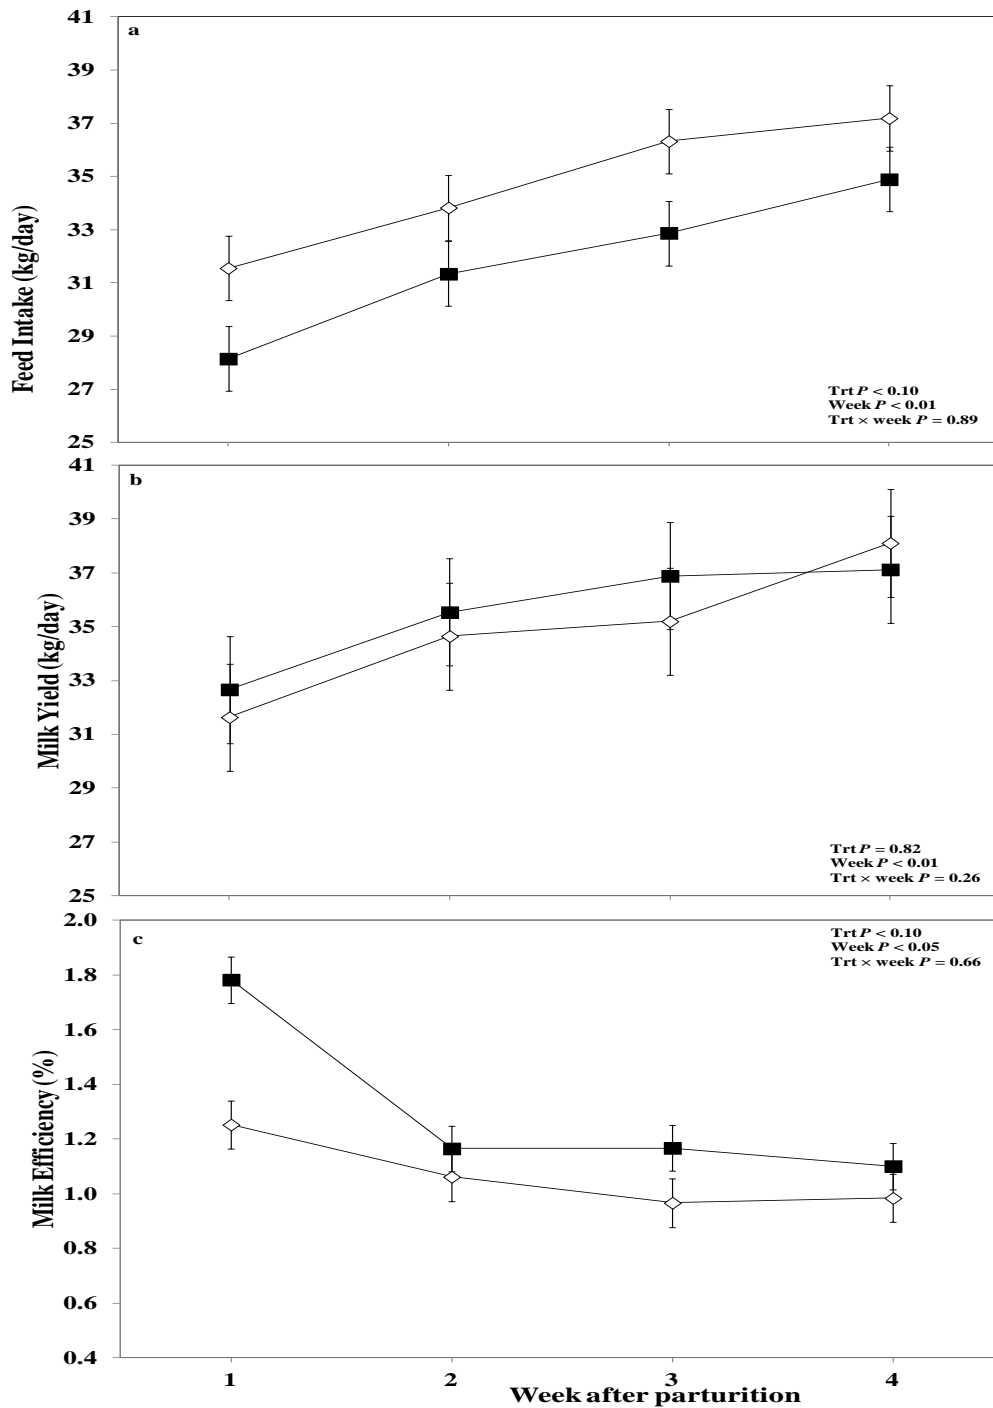 a
Feed Intake (kg/day)
41
39
37
35
33
31
29
27
25
Trt P < 0.10
Week P < 0.01
Trt × week P = 0.89
b
Milk Yield (kg/day)
41
39
37
35
33
31
29
27
25
Trt P = 0.82
Week P < 0.01
Trt × week P = 0.26
c
Milk Efficiency (%)
2.0
1.8
1.6
1.4
1.2
1.0
0.8
0.6
0.4
Trt P < 0.10
Week P < 0.05
Trt × week P = 0.66
1 2 3 4
Week after parturition